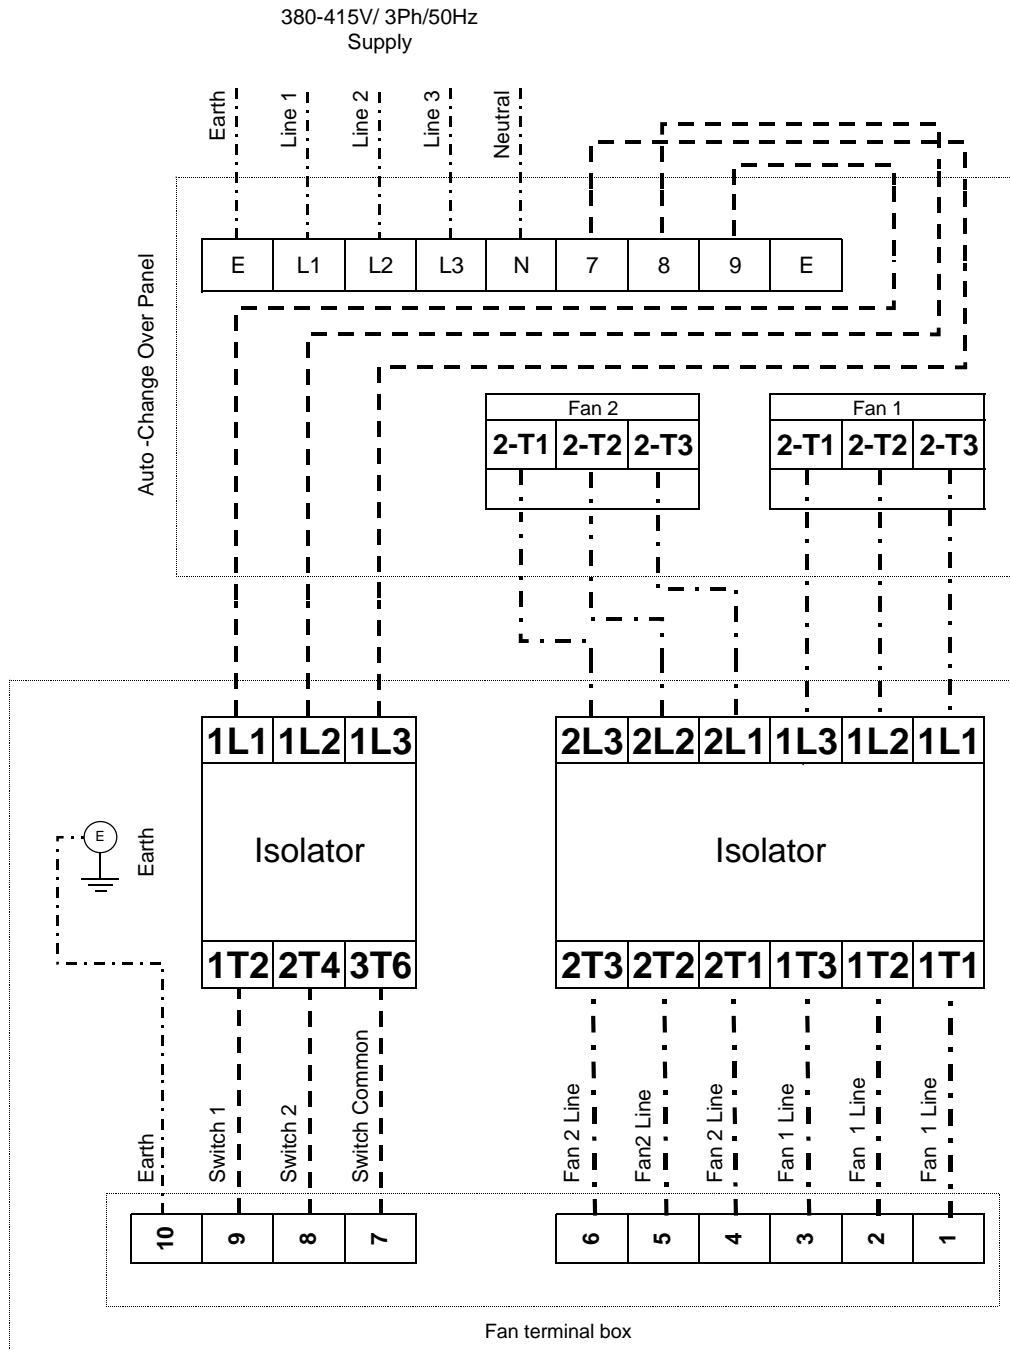 380-415V/ 3Ph/50Hz
Supply
Earth
Line 1
Line 2
Line 3
Neutral
Auto -Change Over Panel
E L1 L2 L3 N 7 8 9 E
Fan 2
2-T1 2-T2 2-T3
Fan 1
2-T1 2-T2 2-T3
1L1 1L2 1L3
2L3 2L2 2L1 1L3 1L2 1L1
E
Earth
Isolator
Isolator
1T2 2T4 3T6
2T3 2T2 2T1 1T3 1T2 1T1
Earth
Switch 1
Switch 2
Switch Common
Fan 2 Line
Fan2 Line
Fan 2 Line
Fan 1 Line
Fan 1 Line
Fan 1 Line
10 9 8 7
6 5 4 3 2 1
Fan terminal box